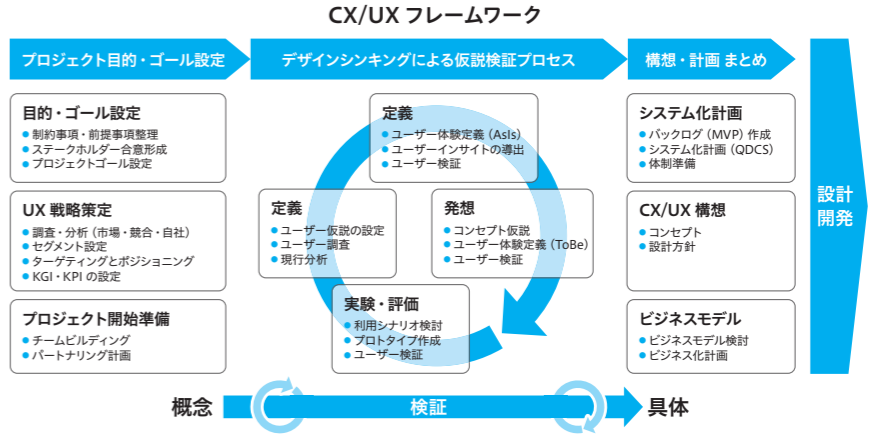 CX/UX フレームワーク
プロジェクト目的・ゴール設定
デザインシンキングによる仮説検証プロセス
構想・計画 まとめ
目的・ゴール設定
● 制約事項・前提事項整理
● ステークホルダー合意形成
● プロジェクトゴール設定
UX 戦略策定
● 調査・分析（市場・競合・自社）
● セグメント設定
● ターゲティングとポジショニング
● KGI・KPI の設定
プロジェクト開始準備
● チームビルディング
● パートナリング計画
定義
● ユーザー体験定義（AsIs）
● ユーザーインサイトの導出
● ユーザー検証
定義
● ユーザー仮説の設定
● ユーザー調査
● 現行分析
発想
● コンセプト仮説
● ユーザー体験定義（ToBe）
● ユーザー検証
実験・評価
● 利用シナリオ検討
● プロトタイプ作成
● ユーザー検証
システム化計画
● バックログ（MVP）作成
● システム化計画（QDCS）
● 体制準備
CX/UX 構想
● コンセプト
● 設計方針
ビジネスモデル
● ビジネスモデル検討
● ビジネス化計画
設計
開発
概念
検証
具体